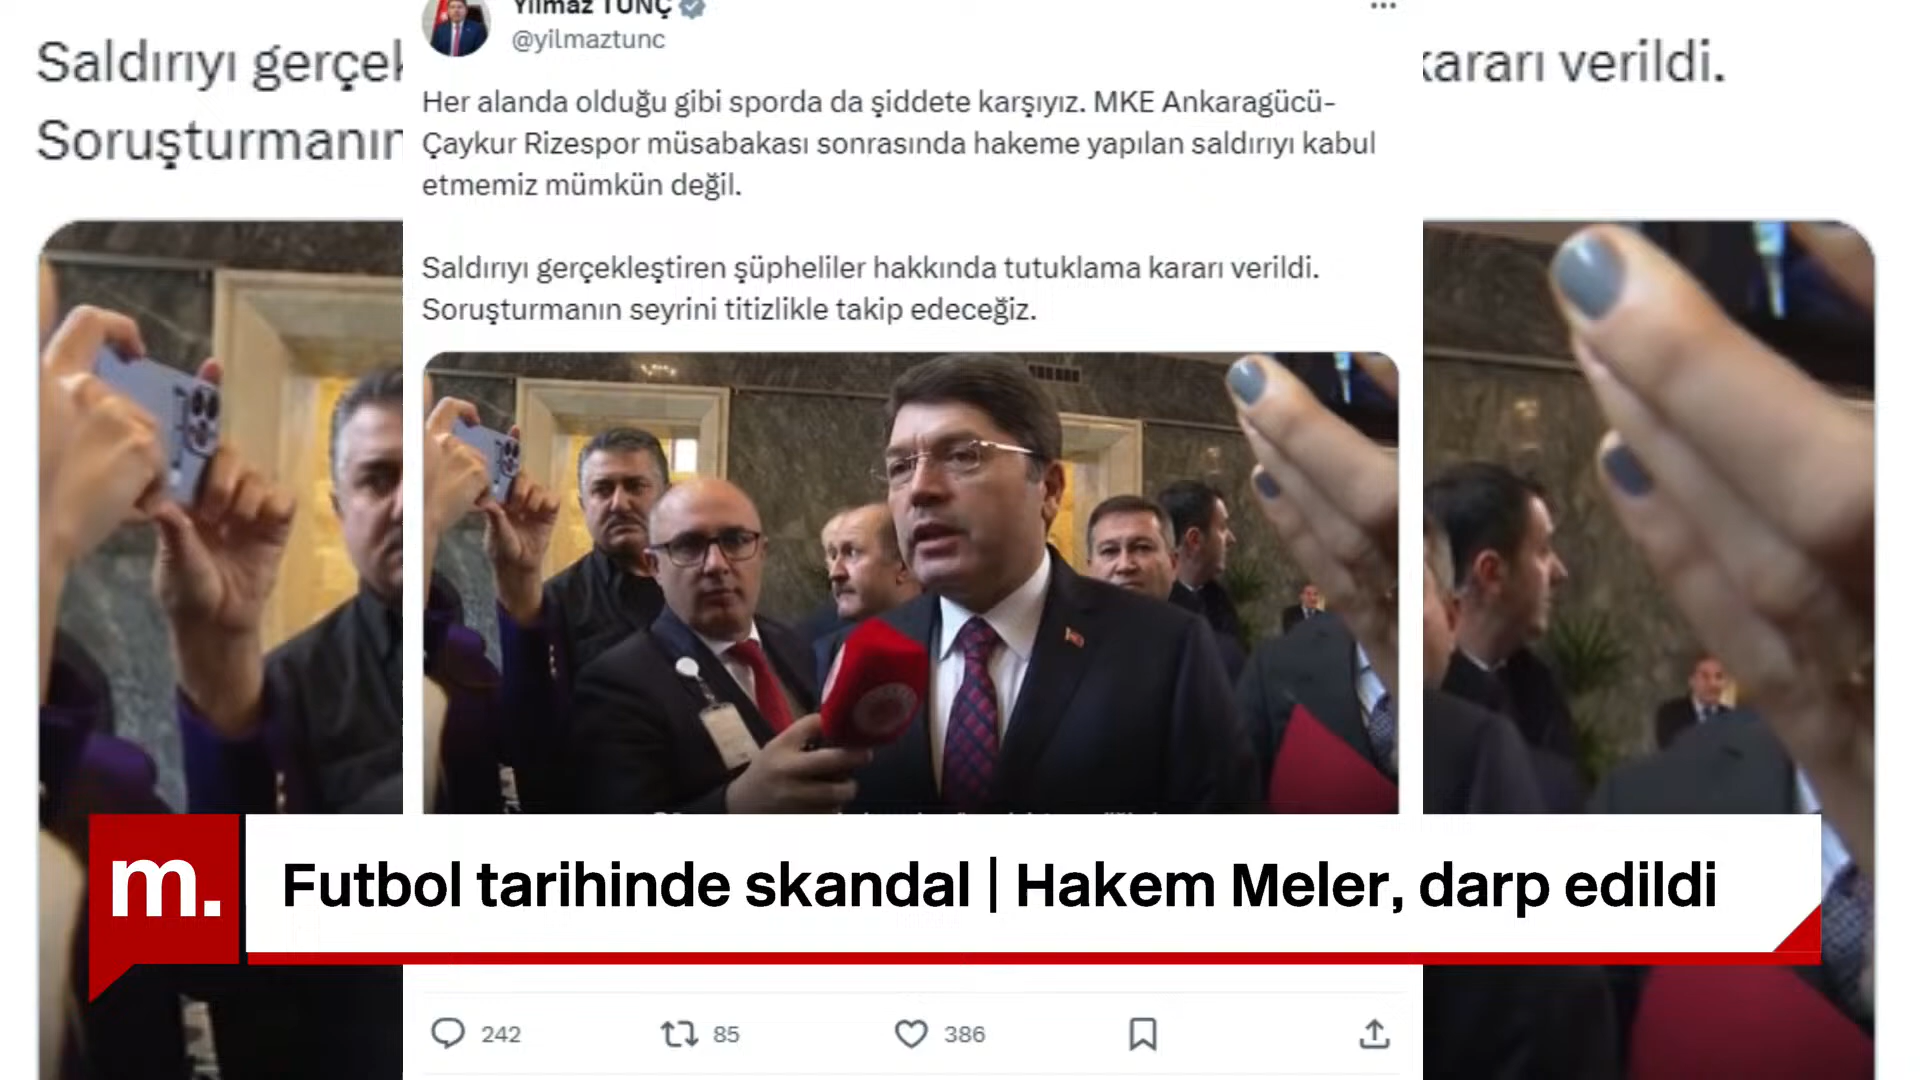 Yılmaz TUNÇ
@yilmaztunc
Saldırıyı gerçek
kararı verildi.
Soruşturmanın
Her alanda olduğu gibi sporda da şiddete karşıyız. MKE Ankaragücü-
Çaykur Rizespor müsabakası sonrasında hakeme yapılan saldırıyı kabul
etmemiz mümkün değil.
Saldırıyı gerçekleştiren şüpheliler hakkında tutuklama kararı verildi.
Soruşturmanın seyrini titizlikle takip edeceğiz.
m.
Futbol tarihinde skandal | Hakem Meler, darp edildi
242
85
386